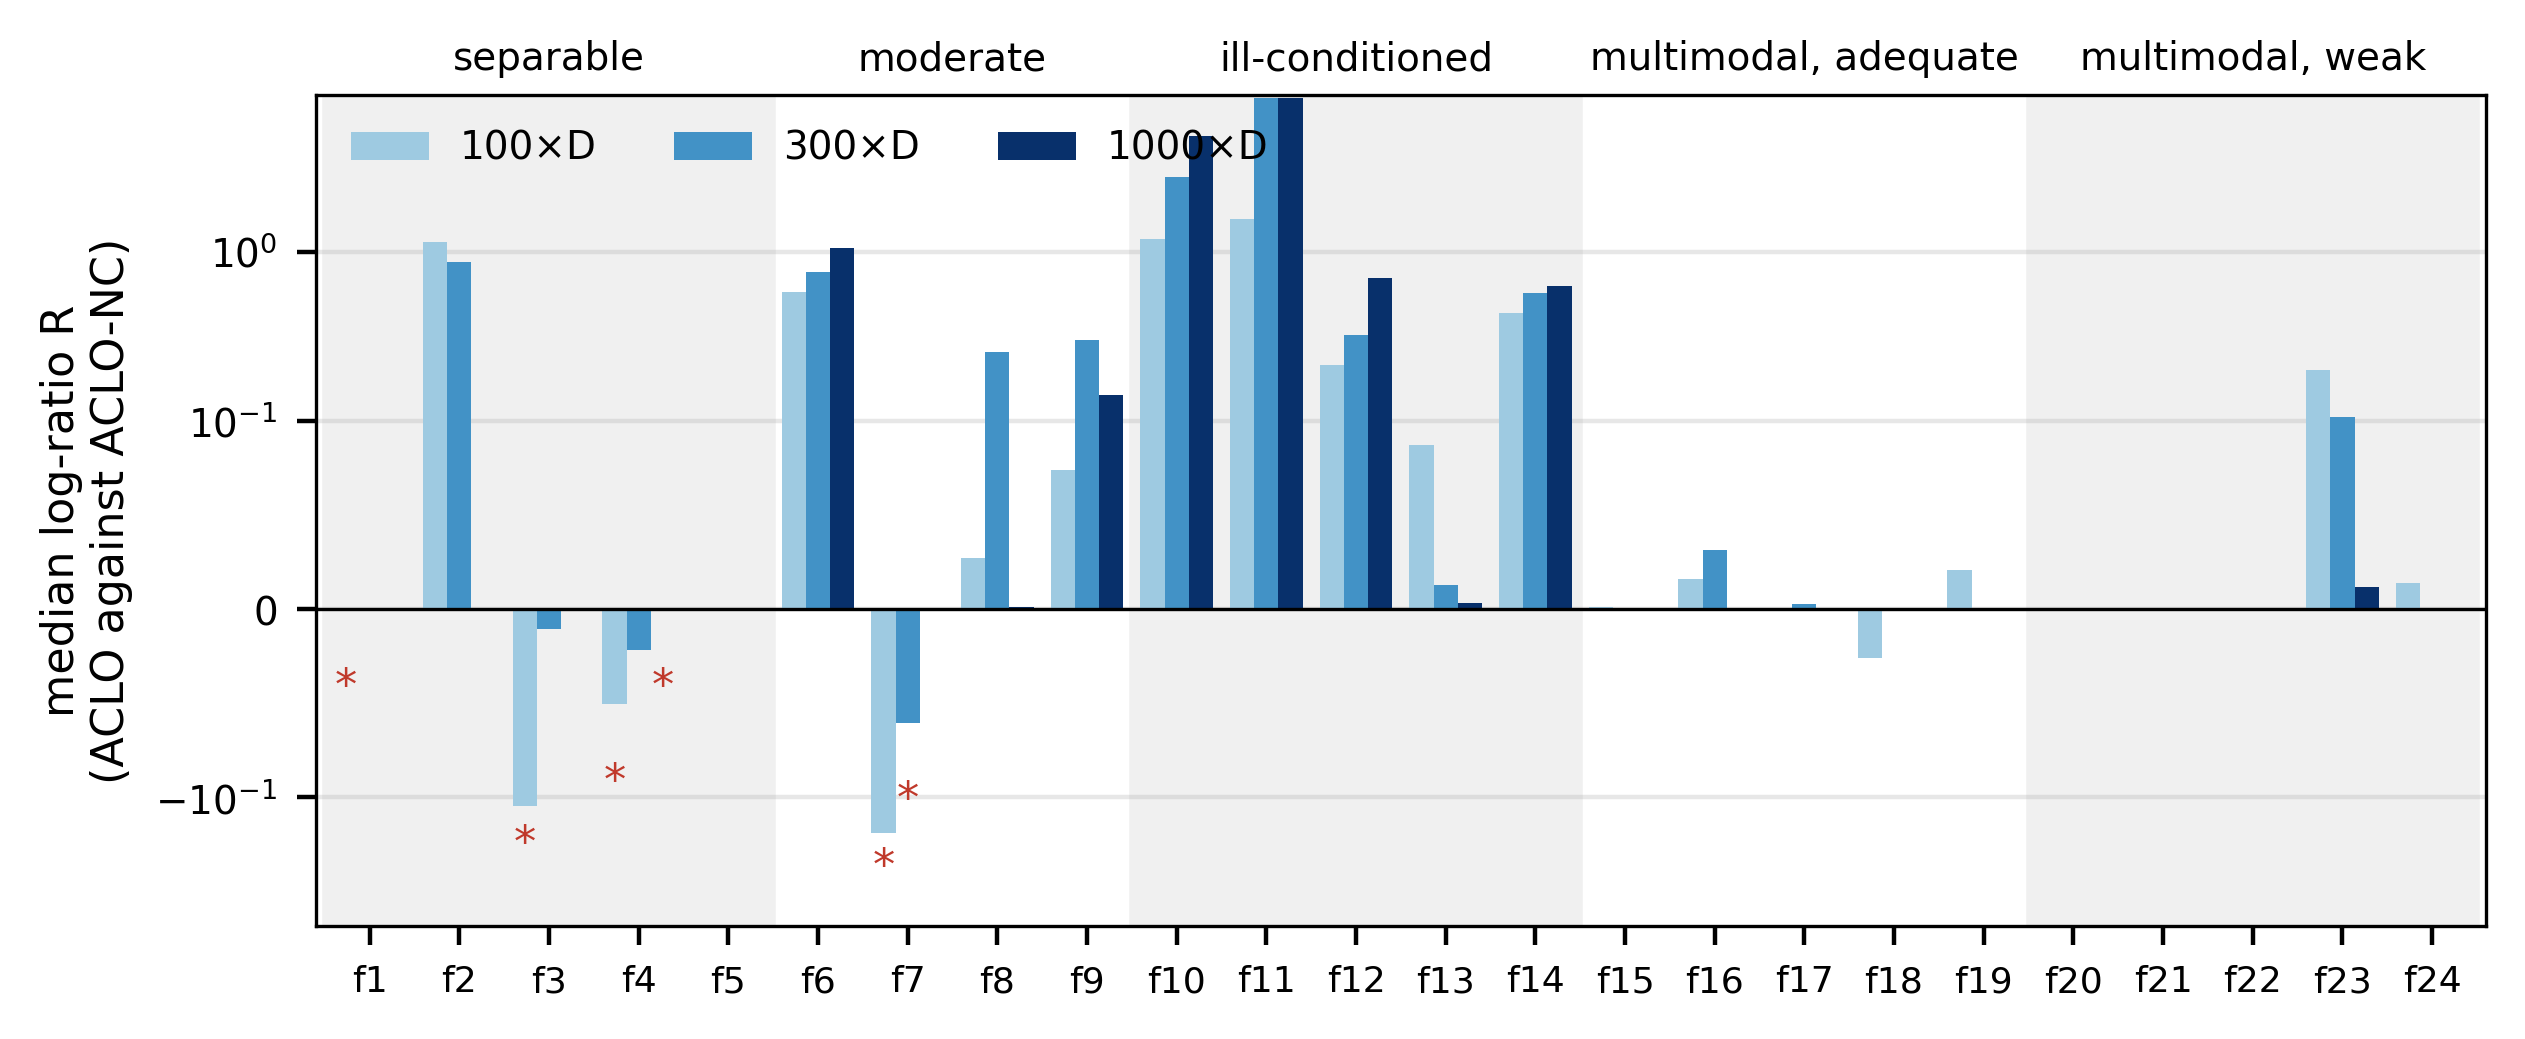 separable moderate ill-conditioned multimodal, adequate multimodal, weak
100×D 300×D 1000×D
median log-ratio R
(ACLO against ACLO-NC)
10⁰
10⁻¹
0
−10⁻¹
* *
*
*
*
*
f1 f2 f3 f4 f5 f6 f7 f8 f9 f10 f11 f12 f13 f14 f15 f16 f17 f18 f19 f20 f21 f22 f23 f24